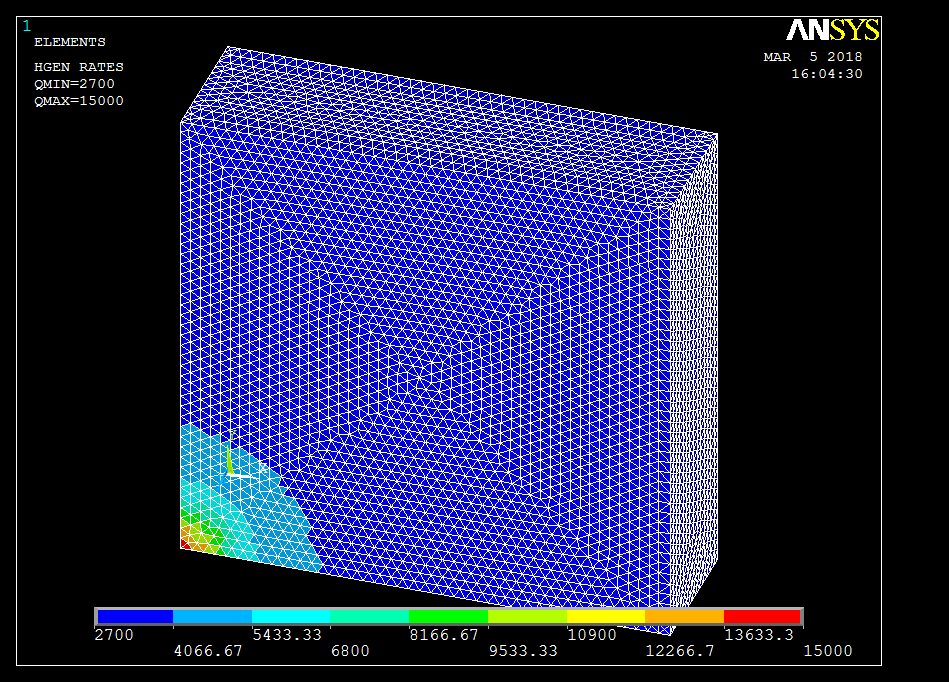 1
ANSYS
ELEMENTS
MAR 5 2018
16:04:30
HGEN RATES
QMIN=2700
QMAX=15000
2700 5433.33 8166.67 10900 13633.3
4066.67 6800 9533.33 12266.7 15000